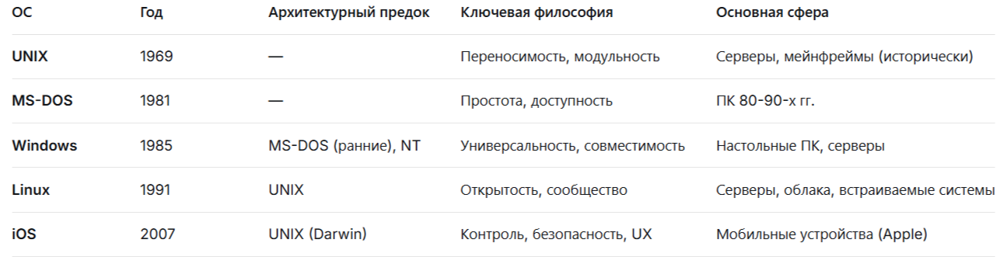 ОС Год Архитектурный предок Ключевая философия Основная сфера
UNIX 1969 — Переносимость, модульность Серверы, мейнфреймы (исторически)
MS-DOS 1981 — Простота, доступность ПК 80-90-х гг.
Windows 1985 MS-DOS (ранние), NT Универсальность, совместимость Настольные ПК, серверы
Linux 1991 UNIX Открытость, сообщество Серверы, облака, встраиваемые системы
iOS 2007 UNIX (Darwin) Контроль, безопасность, UX Мобильные устройства (Apple)